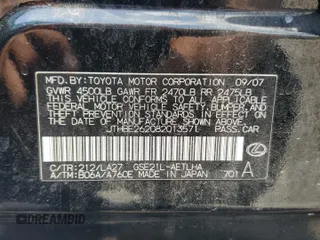 MFD.BY:TOYOTA MOTOR CORPORATION 09/07
GVWR 4500LB GAWR FR 2470LB RR 2475LB
THIS VEHICLE CONFORMS TO ALL APPLICABLE
FEDERAL MOTOR VEHICLE SAFETY, BUMPER, AND
THEFT PREVENTION STANDARDS IN EFFECT ON
THE DATE OF MANUFACTURE SHOWN ABOVE.
JTHBE262082013571 PASS. CAR
C/TR:212/LA27 GSE21L-AETLHA
A/TM:B06A/A760E MADE IN JAPAN 701
A